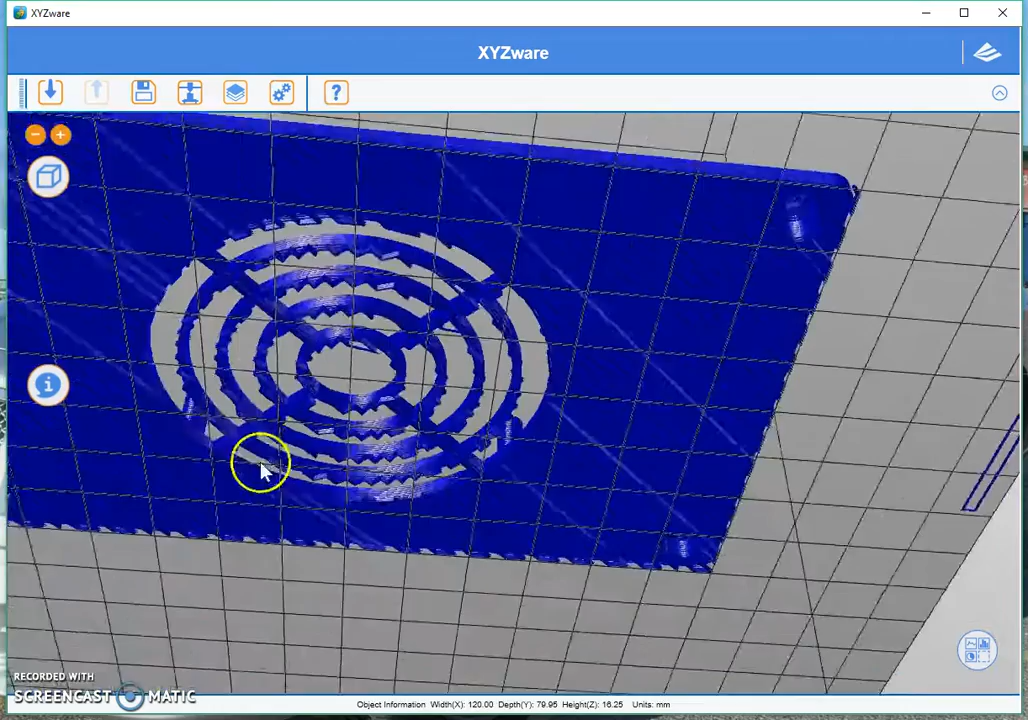 XYZware
XYZware
?
i
RECORDED WITH
SCREENCAST MATIC
Object Information Width(X): 120.00 Depth(Y): 79.95 Height(Z): 16.25 Units: mm